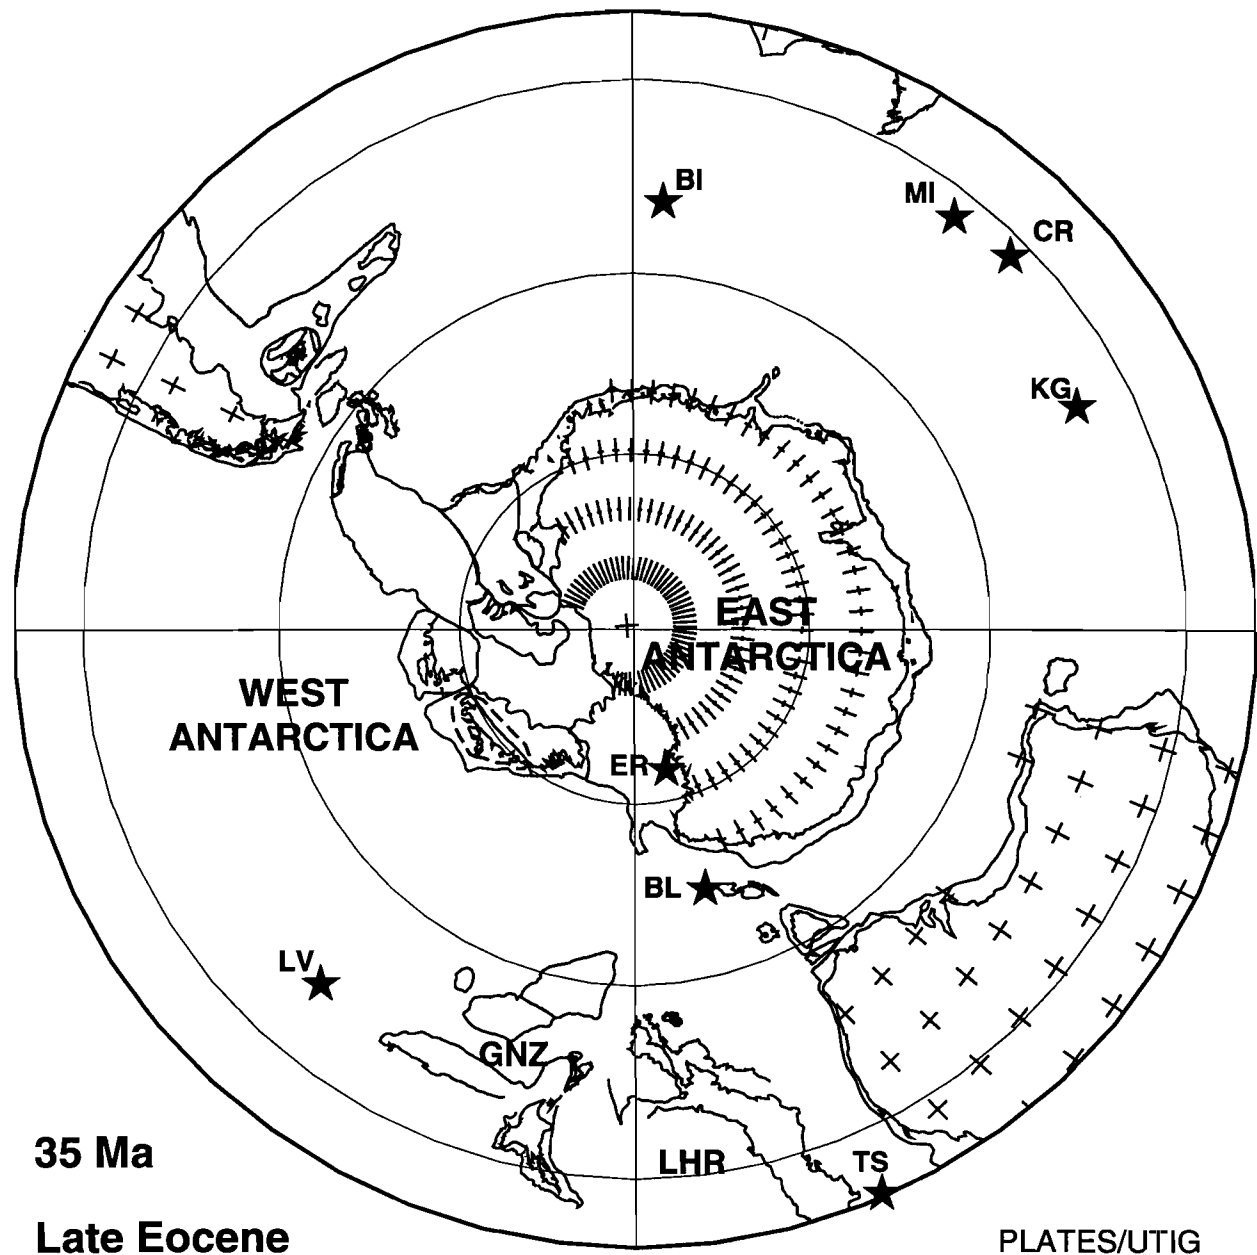 BI
MI
CR
KG
EAST
ANTARCTICA
WEST
ANTARCTICA
ER
BL
LV
GNZ
LHR
TS
35 Ma
Late Eocene
PLATES/UTIG